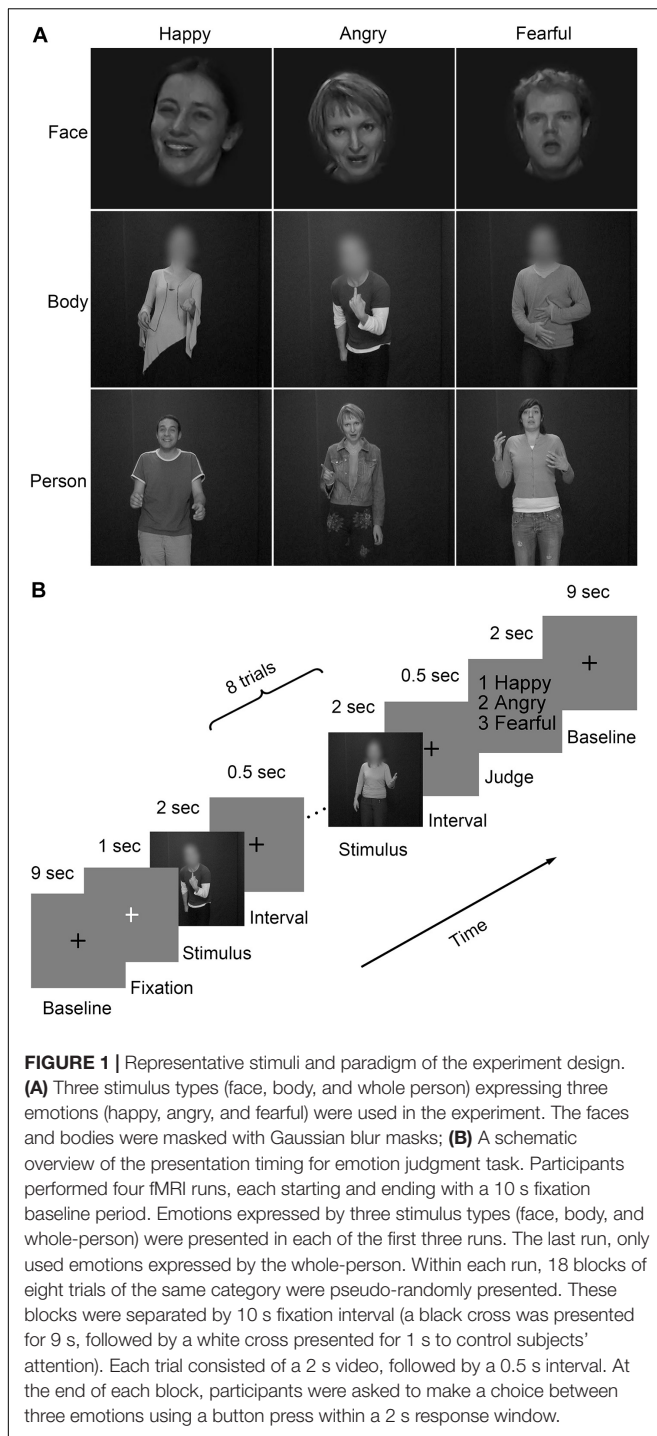 A
Happy Angry Fearful
Face
Body
Person
B
9 sec
2 sec
8 trials
0.5 sec
1 Happy
2 Angry
3 Fearful
2 sec
Baseline
0.5 sec
Judge
2 sec
Interval
1 sec
Stimulus
9 sec
Interval
Time
Stimulus
Fixation
Baseline
FIGURE 1 | Representative stimuli and paradigm of the experiment design.
(A) Three stimulus types (face, body, and whole person) expressing three
emotions (happy, angry, and fearful) were used in the experiment. The faces
and bodies were masked with Gaussian blur masks; (B) A schematic
overview of the presentation timing for emotion judgment task. Participants
performed four fMRI runs, each starting and ending with a 10 s fixation
baseline period. Emotions expressed by three stimulus types (face, body, and
whole-person) were presented in each of the first three runs. The last run, only
used emotions expressed by the whole-person. Within each run, 18 blocks of
eight trials of the same category were pseudo-randomly presented. These
blocks were separated by 10 s fixation interval (a black cross was presented
for 9 s, followed by a white cross presented for 1 s to control subjects'
attention). Each trial consisted of a 2 s video, followed by a 0.5 s interval. At
the end of each block, participants were asked to make a choice between
three emotions using a button press within a 2 s response window.